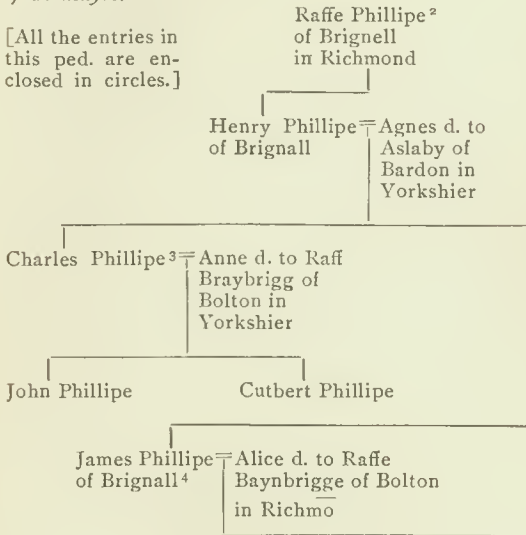 [All the entries in
this ped. are en-
closed in circles.]
Raffe Phillipe²
of Brignell
in Richmond
Henry Phillipe
of Brignall
Agnes d. to
Aslaby of
Bardon in
Yorkshier
Charles Phillipe³
Anne d. to Raff
Braybrigg of
Bolton in
Yorkshier
John Phillipe
Cutbert Phillipe
James Phillipe
of Brignall⁴
Alice d. to Raffe
Baynbrigge of Bolton
in Richmō